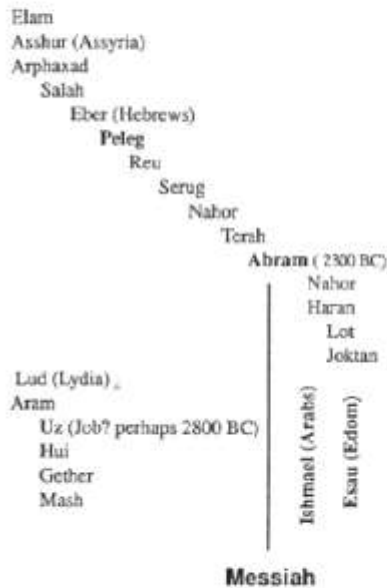 Elam
Asshur (Assyria)
Arphaxad
Salah
Eber (Hebrews)
Peleg
Reu
Serug
Nahor
Terah
Abram ( 2300 BC)
Nahor
Haran
Lot
Joktan
Lud (Lydia)
Aram
Uz (Job? perhaps 2800 BC)
Hui
Gether
Mash
Ishmael (Arabs)
Esau (Edom)
Messiah